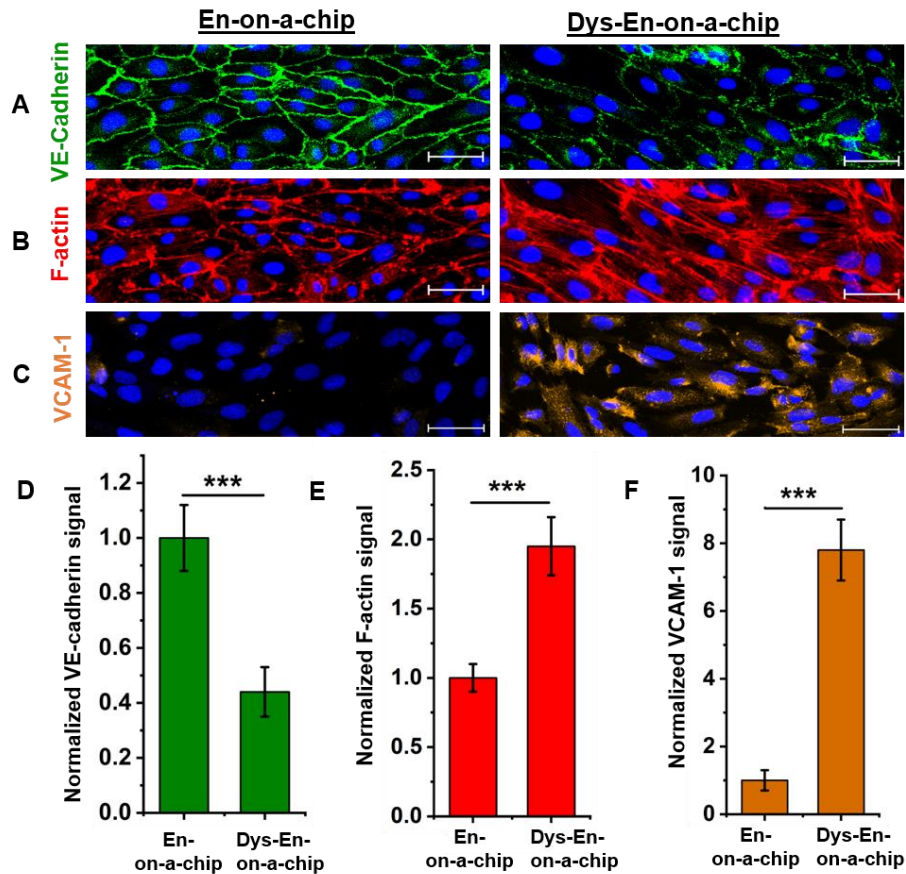 En-on-a-chip
Dys-En-on-a-chip
A
VE-Cadherin
B
F-actin
C
VCAM-1
D
Normalized VE-cadherin signal
1.2
1.0
0.8
0.6
0.4
0.2
0.0
***
En-
on-a-chip
Dys-En-
on-a-chip
E
Normalized F-actin signal
2.5
2.0
1.5
1.0
0.5
0.0
***
En-
on-a-chip
Dys-En-
on-a-chip
F
Normalized VCAM-1 signal
10
8
6
4
2
0
***
En-
on-a-chip
Dys-En-
on-a-chip